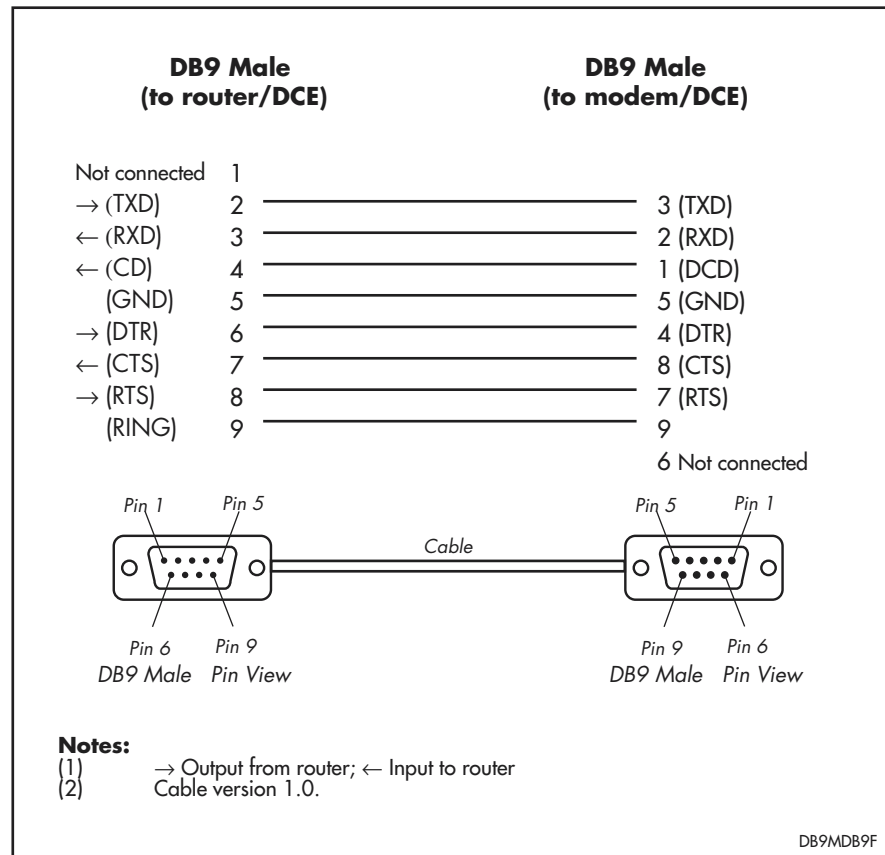 DB9 Male
(to router/DCE)
DB9 Male
(to modem/DCE)
Not connected 1
→ (TXD) 2 3 (TXD)
← (RXD) 3 2 (RXD)
← (CD) 4 1 (DCD)
(GND) 5 5 (GND)
→ (DTR) 6 4 (DTR)
← (CTS) 7 8 (CTS)
→ (RTS) 8 7 (RTS)
(RING) 9 9
6 Not connected
Pin 1 Pin 5 Pin 5 Pin 1
Cable
Pin 6 Pin 9 Pin 9 Pin 6
DB9 Male Pin View DB9 Male Pin View
Notes:
(1) → Output from router; ← Input to router
(2) Cable version 1.0.
DB9MDB9F